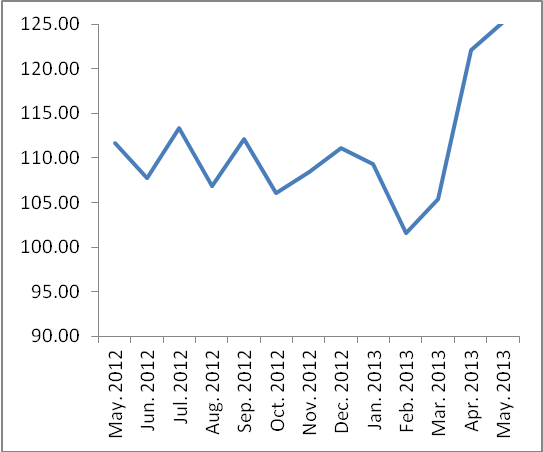 125.00
120.00
115.00
110.00
105.00
100.00
95.00
90.00
May. 2012
Jun. 2012
Jul. 2012
Aug. 2012
Sep. 2012
Oct. 2012
Nov. 2012
Dec. 2012
Jan. 2013
Feb. 2013
Mar. 2013
Apr. 2013
May. 2013